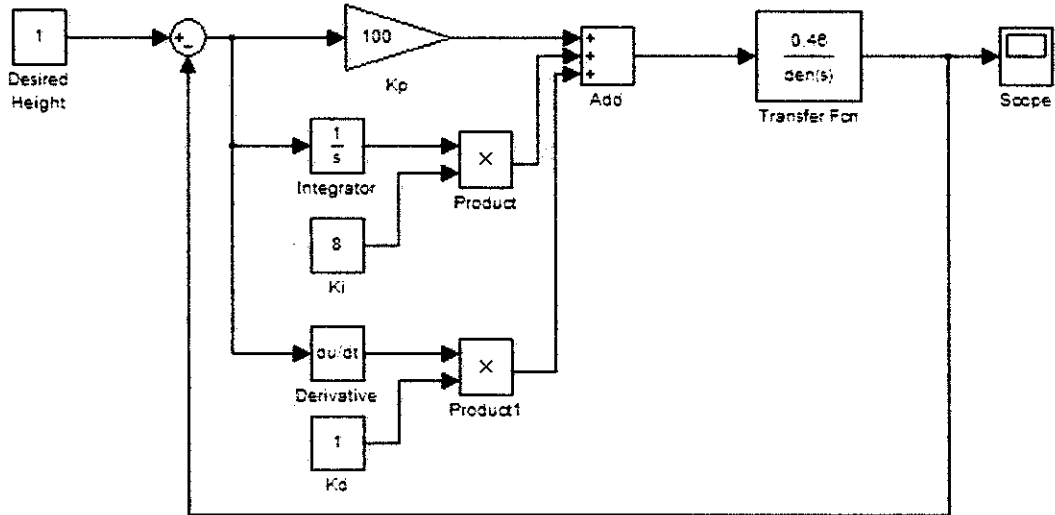 1
Desired
Height
+
-
100
Kp
1
s
Integrator
8
Ki
×
Product
du/dt
Derivative
1
Kd
×
Product1
+
+
+
Add
0.46
den(s)
Transfer Fcn
Scope